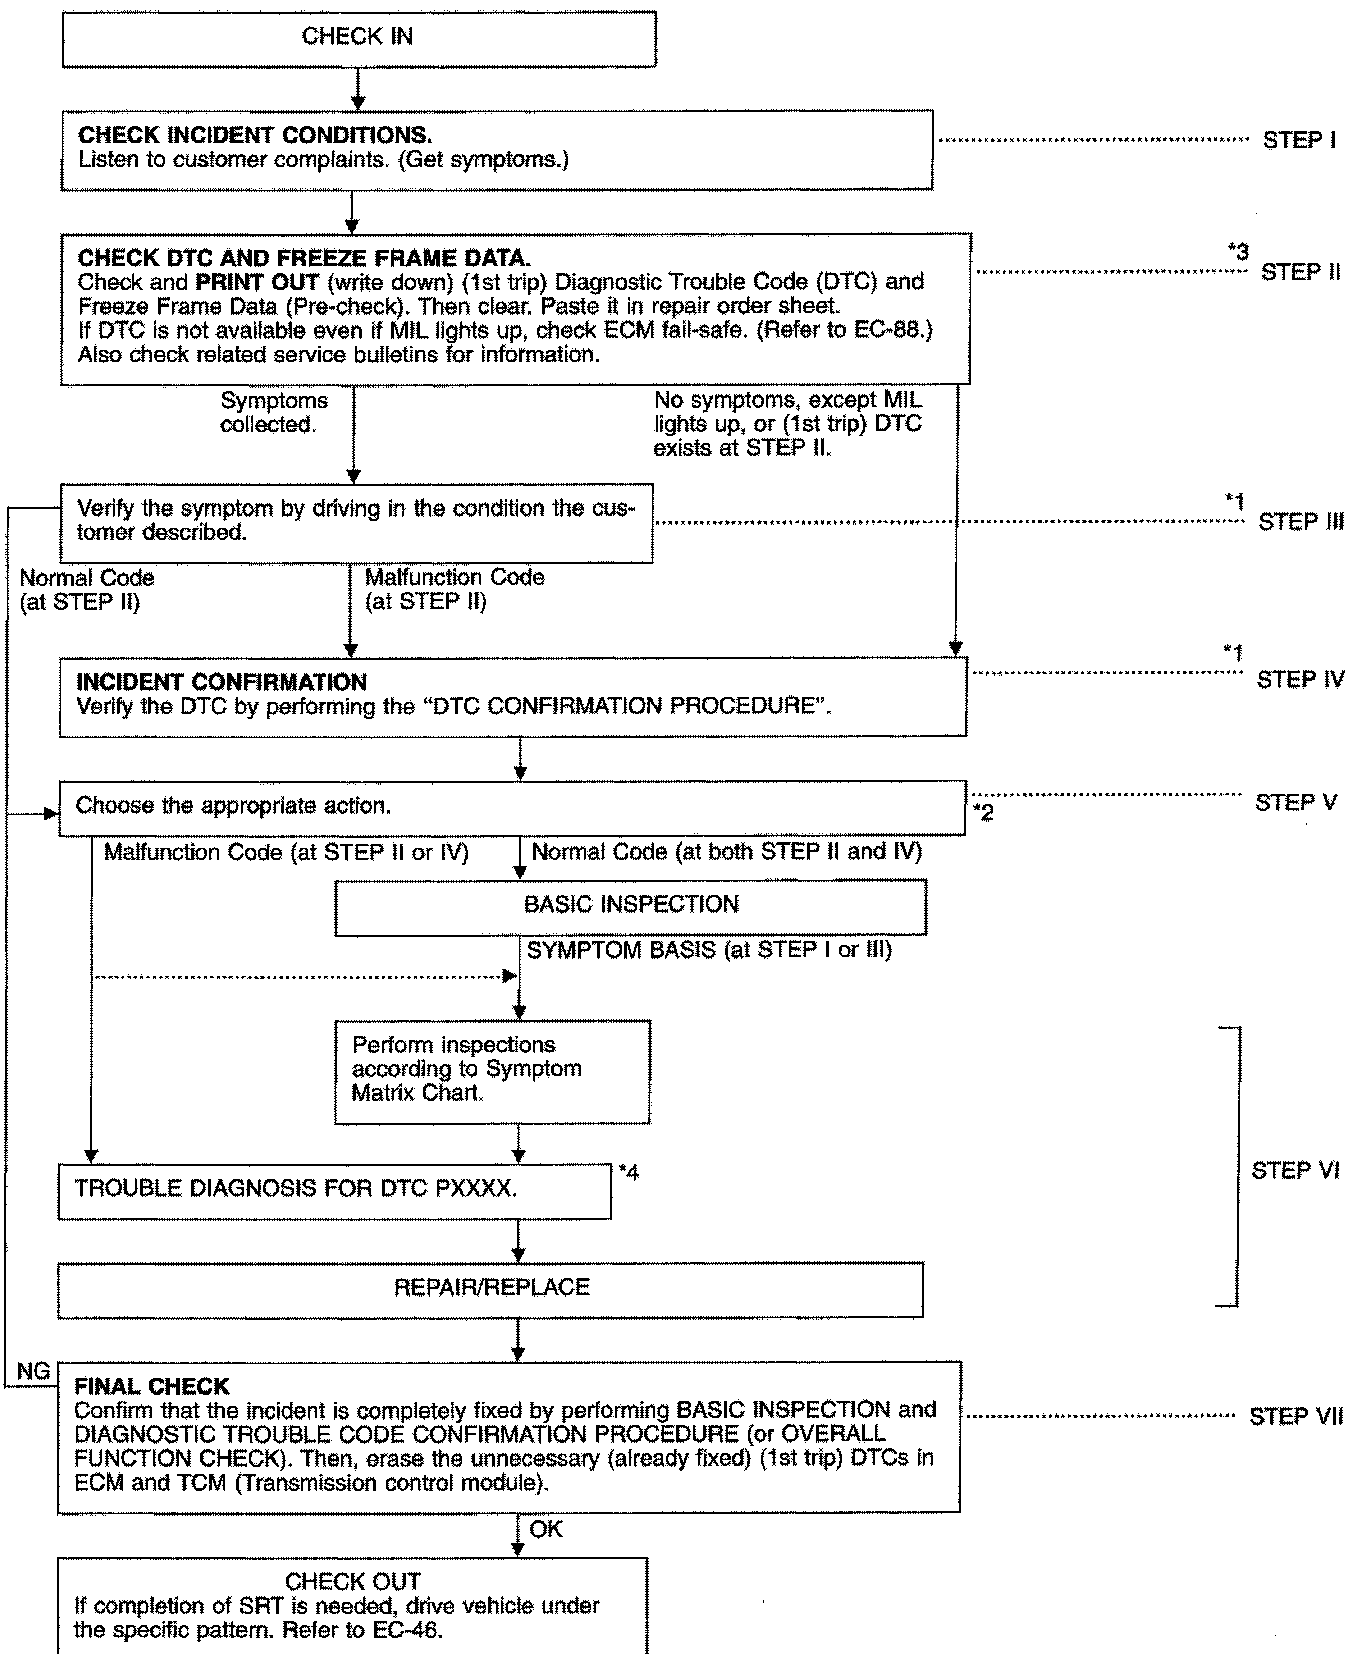 CHECK IN
CHECK INCIDENT CONDITIONS.
Listen to customer complaints. (Get symptoms.)
STEP I
CHECK DTC AND FREEZE FRAME DATA.
Check and PRINT OUT (write down) (1st trip) Diagnostic Trouble Code (DTC) and
Freeze Frame Data (Pre-check). Then clear. Paste it in repair order sheet.
If DTC is not available even if MIL lights up, check ECM fail-safe. (Refer to EC-88.)
Also check related service bulletins for information.
*3
STEP II
Symptoms
collected.
No symptoms, except MIL
lights up, or (1st trip) DTC
exists at STEP II.
Verify the symptom by driving in the condition the cus-
tomer described.
*1
STEP III
Normal Code
(at STEP II)
Malfunction Code
(at STEP II)
INCIDENT CONFIRMATION
Verify the DTC by performing the “DTC CONFIRMATION PROCEDURE”.
*1
STEP IV
Choose the appropriate action.
*2
STEP V
Malfunction Code (at STEP II or IV)
Normal Code (at both STEP II and IV)
BASIC INSPECTION
SYMPTOM BASIS (at STEP I or III)
Perform inspections
according to Symptom
Matrix Chart.
TROUBLE DIAGNOSIS FOR DTC PXXXX.
*4
STEP VI
REPAIR/REPLACE
NG
FINAL CHECK
Confirm that the incident is completely fixed by performing BASIC INSPECTION and
DIAGNOSTIC TROUBLE CODE CONFIRMATION PROCEDURE (or OVERALL
FUNCTION CHECK). Then, erase the unnecessary (already fixed) (1st trip) DTCs in
ECM and TCM (Transmission control module).
STEP VII
OK
CHECK OUT
If completion of SRT is needed, drive vehicle under
the specific pattern. Refer to EC-46.